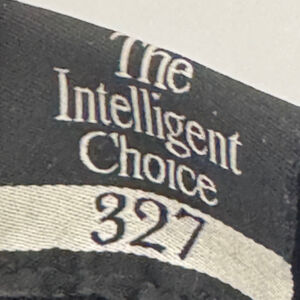 The
Intelligent
Choice
327